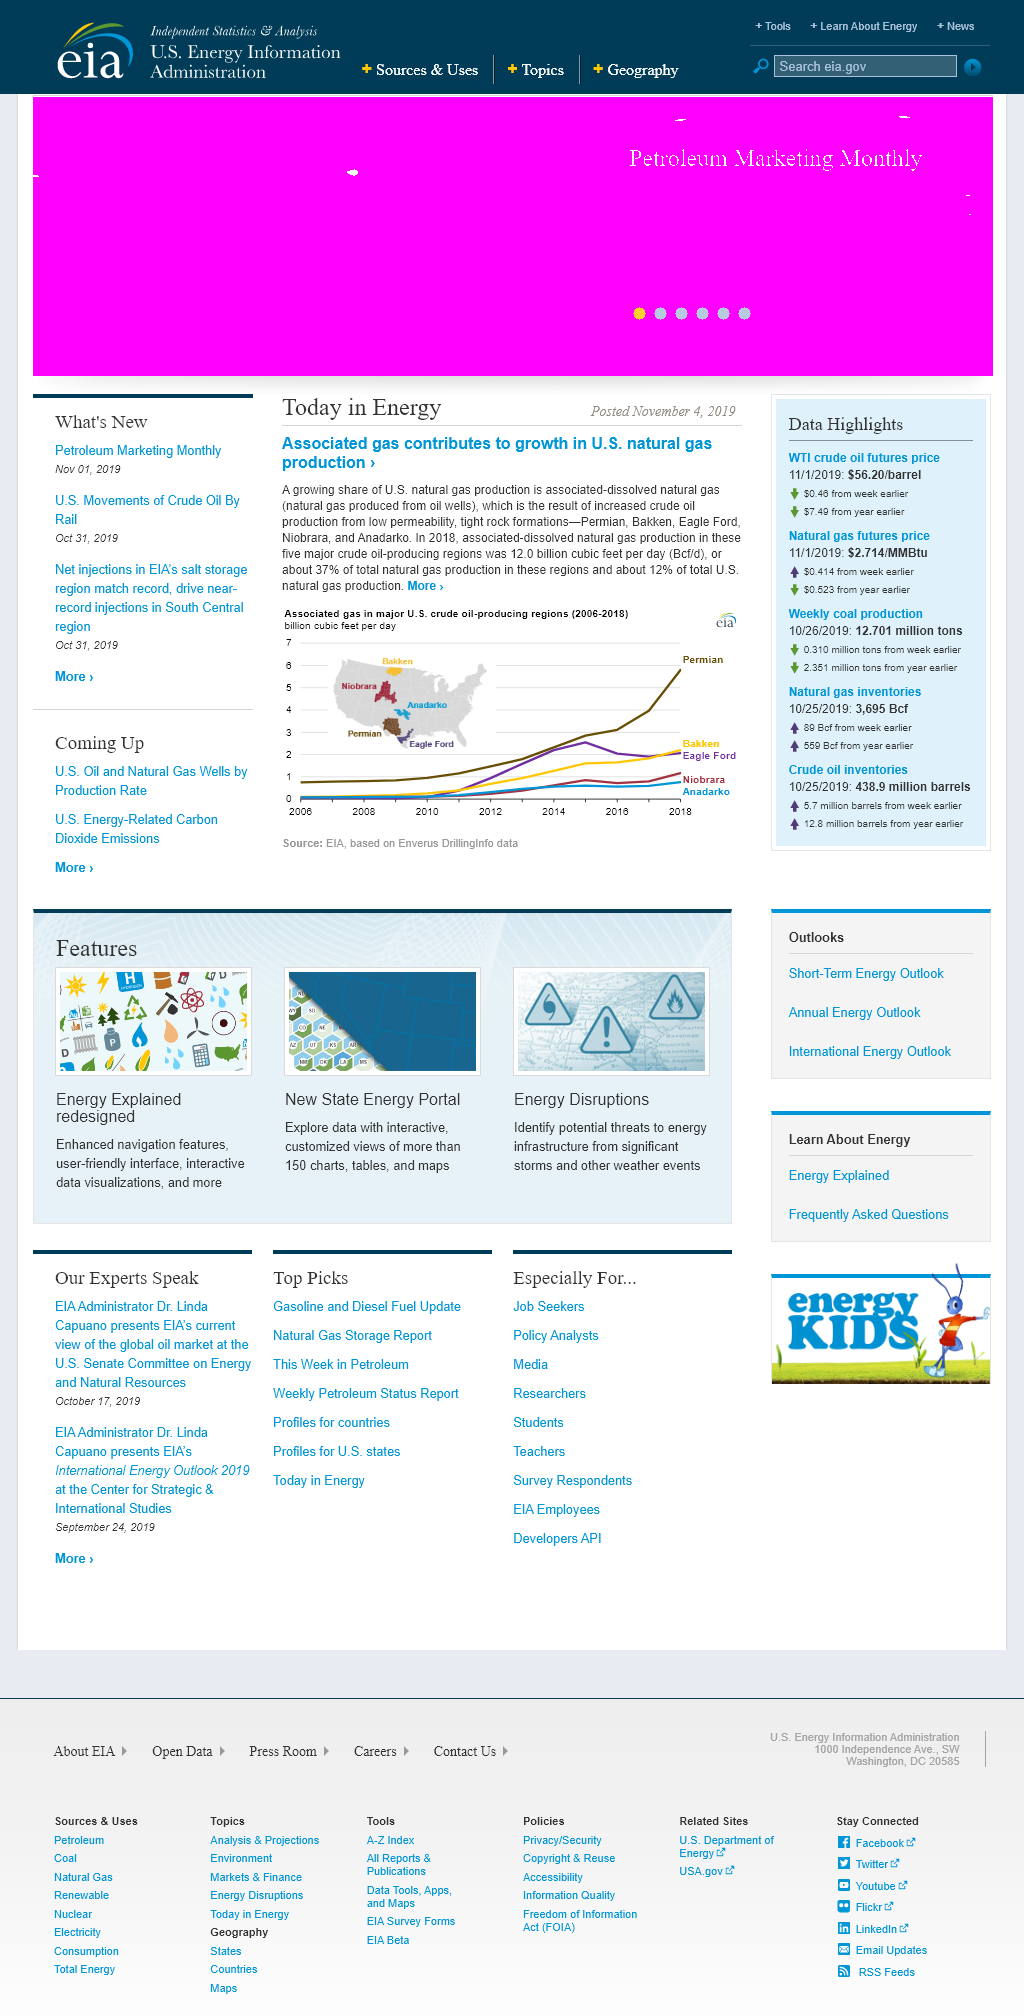 Independent Statistics & Analysis
eia
U.S. Energy Information
Administration
+ Sources & Uses
+ Topics
+ Geography
+ Tools
+ Learn About Energy
+ News
Search eia.gov
Petroleum Marketing Monthly
What's New
Petroleum Marketing Monthly
Nov 01, 2019
U.S. Movements of Crude Oil By
Rail
Oct 31, 2019
Net injections in EIA's salt storage
region match record, drive near-
record injections in South Central
region
Oct 31, 2019
More ›
Coming Up
U.S. Oil and Natural Gas Wells by
Production Rate
U.S. Energy-Related Carbon
Dioxide Emissions
More ›
Today in Energy
Posted November 4, 2019
Associated gas contributes to growth in U.S. natural gas
production ›
A growing share of U.S. natural gas production is associated-dissolved natural gas
(natural gas produced from oil wells), which is the result of increased crude oil
production from low permeability, tight rock formations—Permian, Bakken, Eagle Ford,
Niobrara, and Anadarko. In 2018, associated-dissolved natural gas production in these
five major crude oil-producing regions was 12.0 billion cubic feet per day (Bcf/d), or
about 37% of total natural gas production in these regions and about 12% of total U.S.
natural gas production. More ›
Associated gas in major U.S. crude oil-producing regions (2006-2018)
billion cubic feet per day
eia
7
6
5
4
3
2
1
0
2006
2008
2010
2012
2014
2016
2018
Bakken
Niobrara
Anadarko
Permian
Eagle Ford
Permian
Bakken
Eagle Ford
Niobrara
Anadarko
Source: EIA, based on Enverus DrillingInfo data
Data Highlights
WTI crude oil futures price
11/1/2019: $56.20/barrel
$0.46 from week earlier
$7.49 from year earlier
Natural gas futures price
11/1/2019: $2.714/MMBtu
$0.414 from week earlier
$0.523 from year earlier
Weekly coal production
10/26/2019: 12.701 million tons
0.310 million tons from week earlier
2.351 million tons from year earlier
Natural gas inventories
10/25/2019: 3,695 Bcf
89 Bcf from week earlier
559 Bcf from year earlier
Crude oil inventories
10/25/2019: 438.9 million barrels
5.7 million barrels from week earlier
12.8 million barrels from year earlier
Features
Energy Explained
redesigned
Enhanced navigation features,
user-friendly interface, interactive
data visualizations, and more
New State Energy Portal
Explore data with interactive,
customized views of more than
150 charts, tables, and maps
Energy Disruptions
Identify potential threats to energy
infrastructure from significant
storms and other weather events
Outlooks
Short-Term Energy Outlook
Annual Energy Outlook
International Energy Outlook
Learn About Energy
Energy Explained
Frequently Asked Questions
energy
KIDS
Our Experts Speak
EIA Administrator Dr. Linda
Capuano presents EIA's current
view of the global oil market at the
U.S. Senate Committee on Energy
and Natural Resources
October 17, 2019
EIA Administrator Dr. Linda
Capuano presents EIA's
International Energy Outlook 2019
at the Center for Strategic &
International Studies
September 24, 2019
More ›
Top Picks
Gasoline and Diesel Fuel Update
Natural Gas Storage Report
This Week in Petroleum
Weekly Petroleum Status Report
Profiles for countries
Profiles for U.S. states
Today in Energy
Especially For...
Job Seekers
Policy Analysts
Media
Researchers
Students
Teachers
Survey Respondents
EIA Employees
Developers API
About EIA
Open Data
Press Room
Careers
Contact Us
U.S. Energy Information Administration
1000 Independence Ave., SW
Washington, DC 20585
Sources & Uses
Petroleum
Coal
Natural Gas
Renewable
Nuclear
Electricity
Consumption
Total Energy
Topics
Analysis & Projections
Environment
Markets & Finance
Energy Disruptions
Today in Energy
Geography
States
Countries
Maps
Tools
A-Z Index
All Reports &
Publications
Data Tools, Apps,
and Maps
EIA Survey Forms
EIA Beta
Policies
Privacy/Security
Copyright & Reuse
Accessibility
Information Quality
Freedom of Information
Act (FOIA)
Related Sites
U.S. Department of
Energy
USA.gov
Stay Connected
Facebook
Twitter
Youtube
Flickr
LinkedIn
Email Updates
RSS Feeds